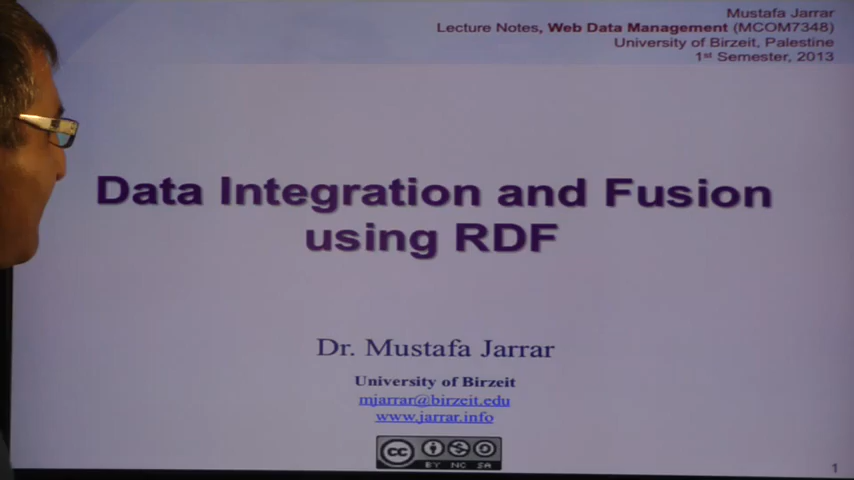 Mustafa Jarrar
Lecture Notes, Web Data Management (MCOM7348)
University of Birzeit, Palestine
1st Semester, 2013
Data Integration and Fusion
using RDF
Dr. Mustafa Jarrar
University of Birzeit
mjarrar@birzeit.edu
www.jarrar.info
cc
BY NC SA
1